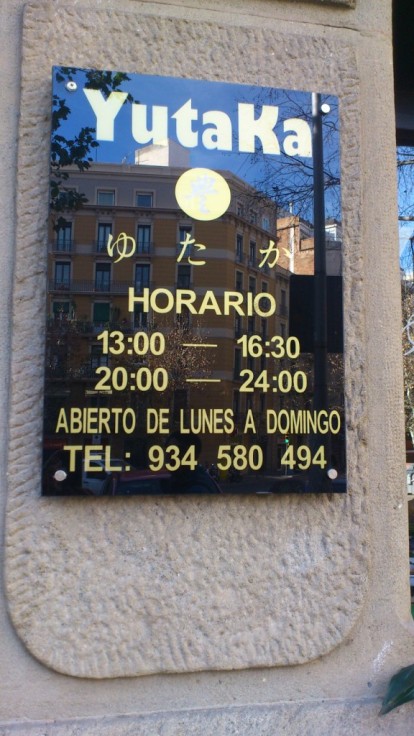 YutaKa
ゆ た か
HORARIO
13:00 — 16:30
20:00 — 24:00
ABIERTO DE LUNES A DOMINGO
TEL: 934 580 494